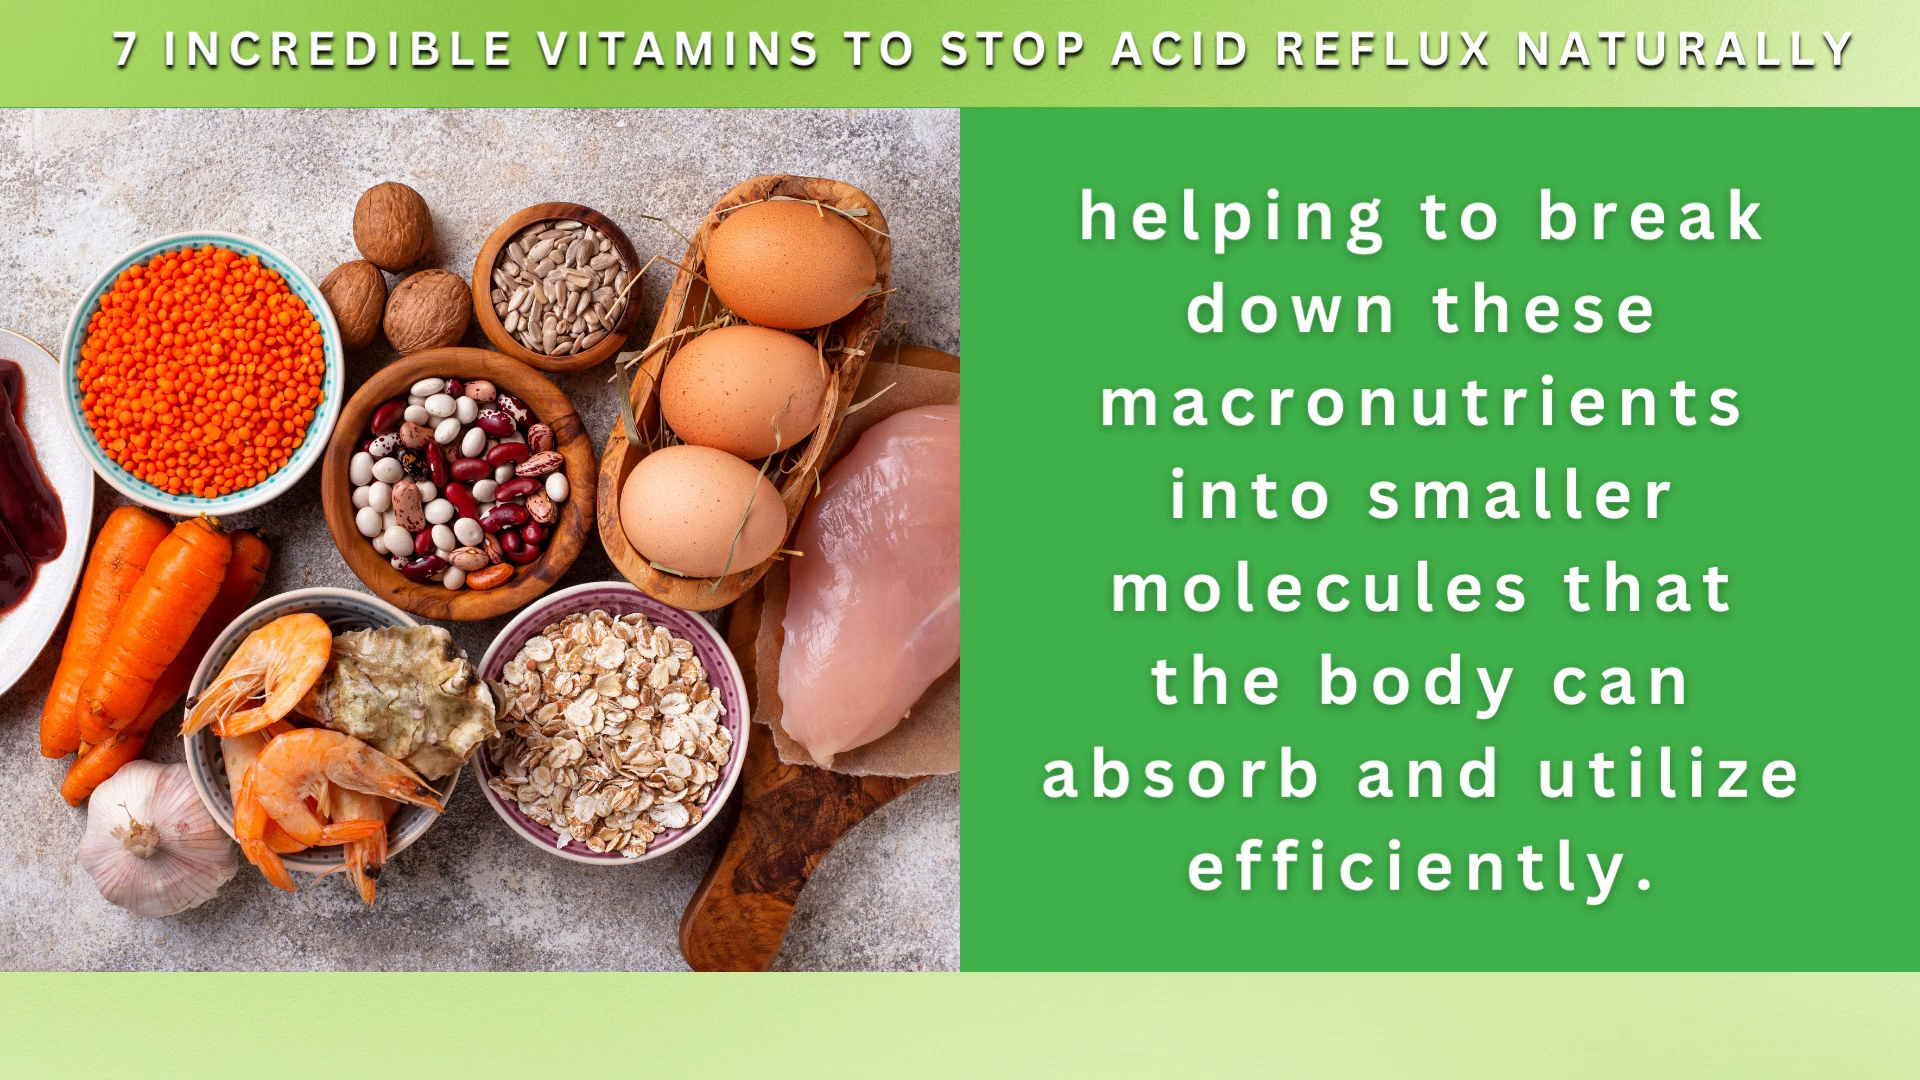 7 INCREDIBLE VITAMINS TO STOP ACID REFLUX NATURALLY
helping to break
down these
macronutrients
into smaller
molecules that
the body can
absorb and utilize
efficiently.